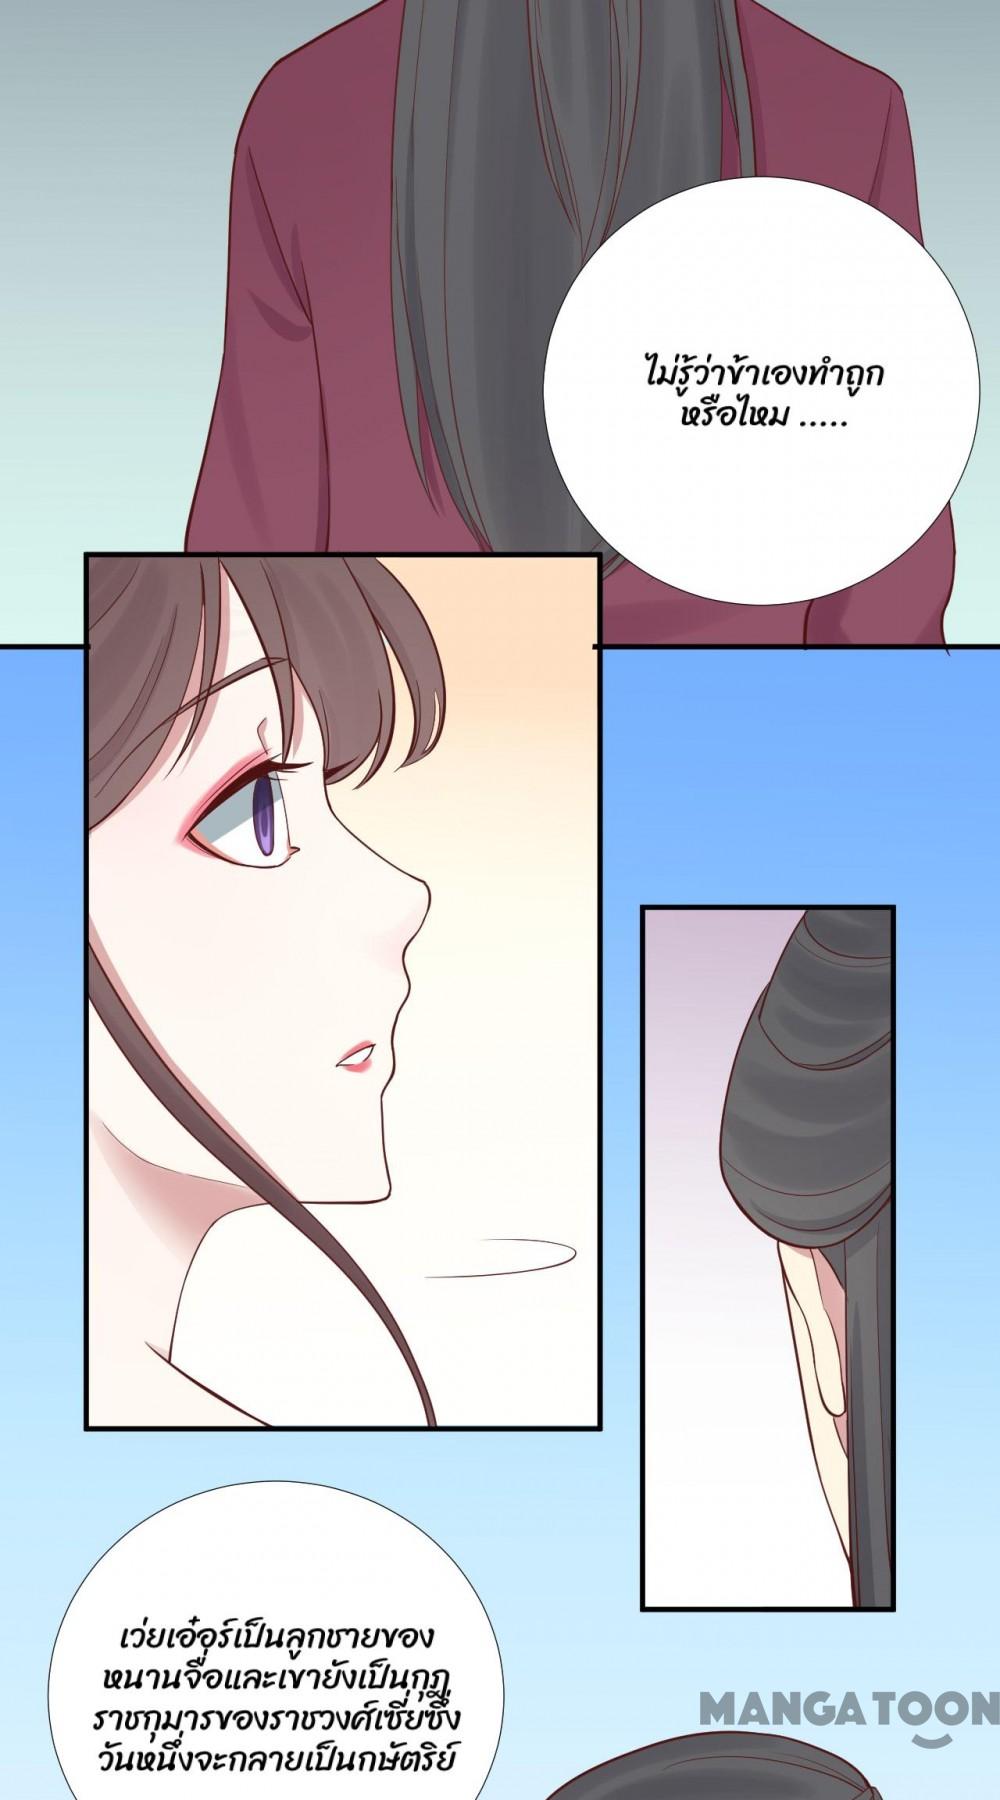 ไม่รู้ว่าข้าเองทำถูก
หรือไหม .....
เว่ยเอ๋อร์เป็นลูกชายของ
หนานจื่อและเขายังเป็นกุฎ
ราชกุมารของราชวงศ์เซี่ยซึ่ง
วันหนึ่งจะกลายเป็นกษัตริย์
MANGATOON